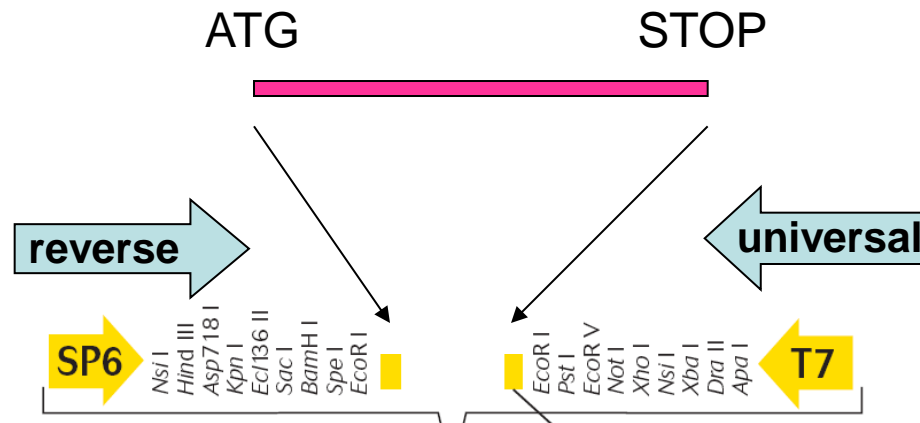 ATG STOP
reverse universal
SP6
Nsi I
Hind III
Asp718 I
Kpn I
Ecl136 II
Sac I
BamH I
Spe I
EcoR I
EcoR I
Pst I
EcoR V
Not I
Xho I
Nsi I
Xba I
Dra II
Apa I
T7